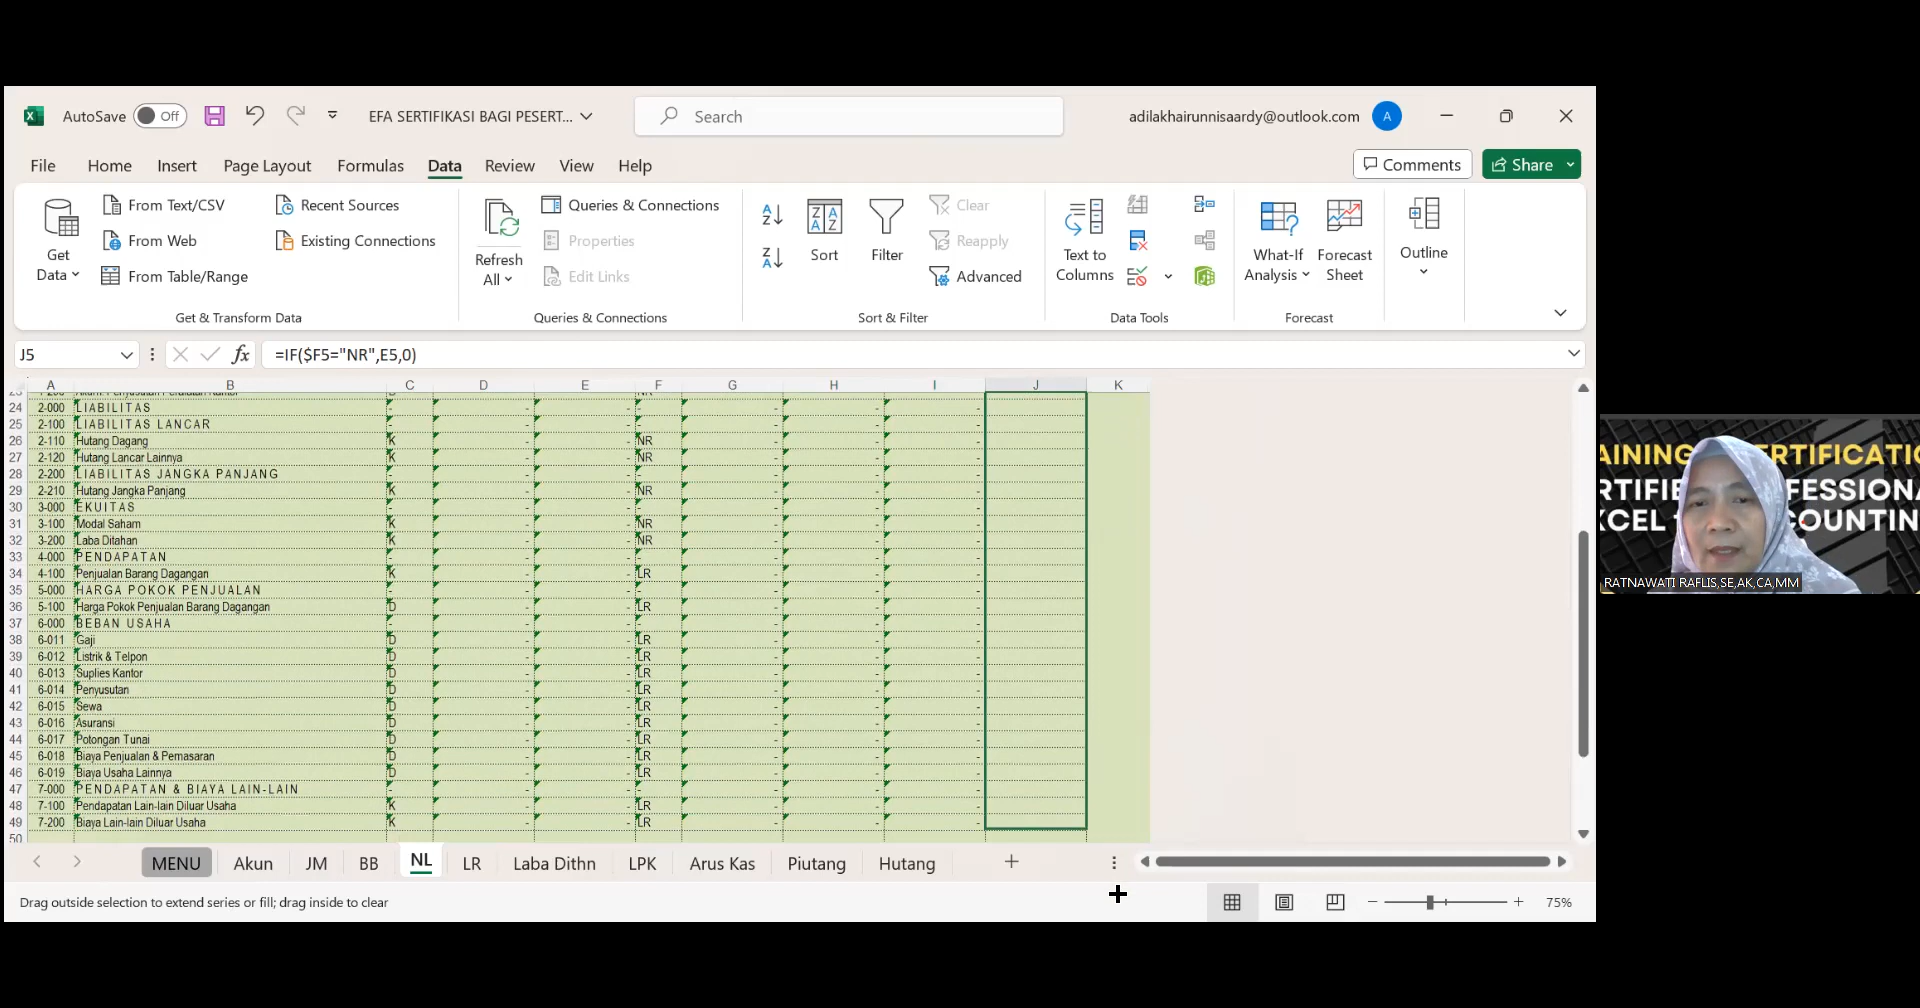 AutoSave Off EFA SERTIFIKASI BAGI PESERT... Search adilakhairunnisaardy@outlook.com A
File Home Insert Page Layout Formulas Data Review View Help Comments Share
Get Data
From Text/CSV
From Web
From Table/Range
Recent Sources
Existing Connections
Get & Transform Data
Refresh All
Queries & Connections
Properties
Edit Links
Queries & Connections
Sort
Filter
Clear
Reapply
Advanced
Sort & Filter
Text to Columns
Data Tools
What-If Analysis
Forecast Sheet
Forecast
Outline
J5 fx =IF($F5="NR",E5,0)
A B C D E F G H I J K
24 2-000 LIABILITAS - - - - - - -
25 2-100 LIABILITAS LANCAR - - - - - - -
26 2-110 Hutang Dagang K - - NR - - -
27 2-120 Hutang Lancar Lainnya K - - NR - - -
28 2-200 LIABILITAS JANGKA PANJANG - - - - - - -
29 2-210 Hutang Jangka Panjang K - - NR - - -
30 3-000 EKUITAS - - - - - - -
31 3-100 Modal Saham K - - NR - - -
32 3-200 Laba Ditahan K - - NR - - -
33 4-000 PENDAPATAN - - - - - - -
34 4-100 Penjualan Barang Dagangan K - - LR - - -
35 5-000 HARGA POKOK PENJUALAN - - - - - - -
36 5-100 Harga Pokok Penjualan Barang Dagangan D - - LR - - -
37 6-000 BEBAN USAHA - - - - - - -
38 6-011 Gaji D - - LR - - -
39 6-012 Listrik & Telpon D - - LR - - -
40 6-013 Suplies Kantor D - - LR - - -
41 6-014 Penyusutan D - - LR - - -
42 6-015 Sewa D - - LR - - -
43 6-016 Asuransi D - - LR - - -
44 6-017 Potongan Tunai D - - LR - - -
45 6-018 Biaya Penjualan & Pemasaran D - - LR - - -
46 6-019 Biaya Usaha Lainnya D - - LR - - -
47 7-000 PENDAPATAN & BIAYA LAIN-LAIN - - - - - - -
48 7-100 Pendapatan Lain-lain Diluar Usaha K - - LR - - -
49 7-200 Biaya Lain-lain Diluar Usaha K - - LR - - -
50
MENU Akun JM BB NL LR Laba Dithn LPK Arus Kas Piutang Hutang
Drag outside selection to extend series or fill; drag inside to clear 75%
AINING RTIFICATIO
RTIFIE FESSIONA
XCEL OUNTIN
RATNAWATI RAFLIS,SE,AK,CA,MM